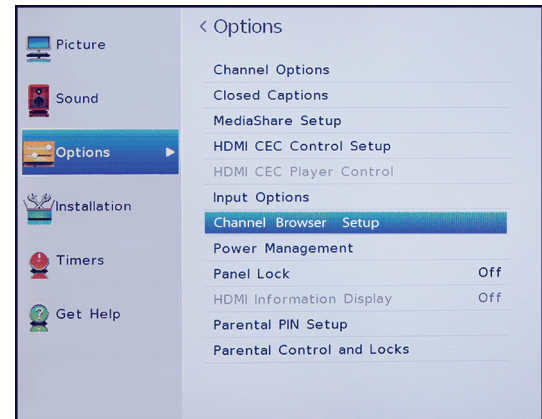 Picture
Sound
Options
Installation
Timers
Get Help
< Options
Channel Options
Closed Captions
MediaShare Setup
HDMI CEC Control Setup
HDMI CEC Player Control
Input Options
Channel Browser Setup
Power Management
Panel Lock Off
HDMI Information Display Off
Parental PIN Setup
Parental Control and Locks